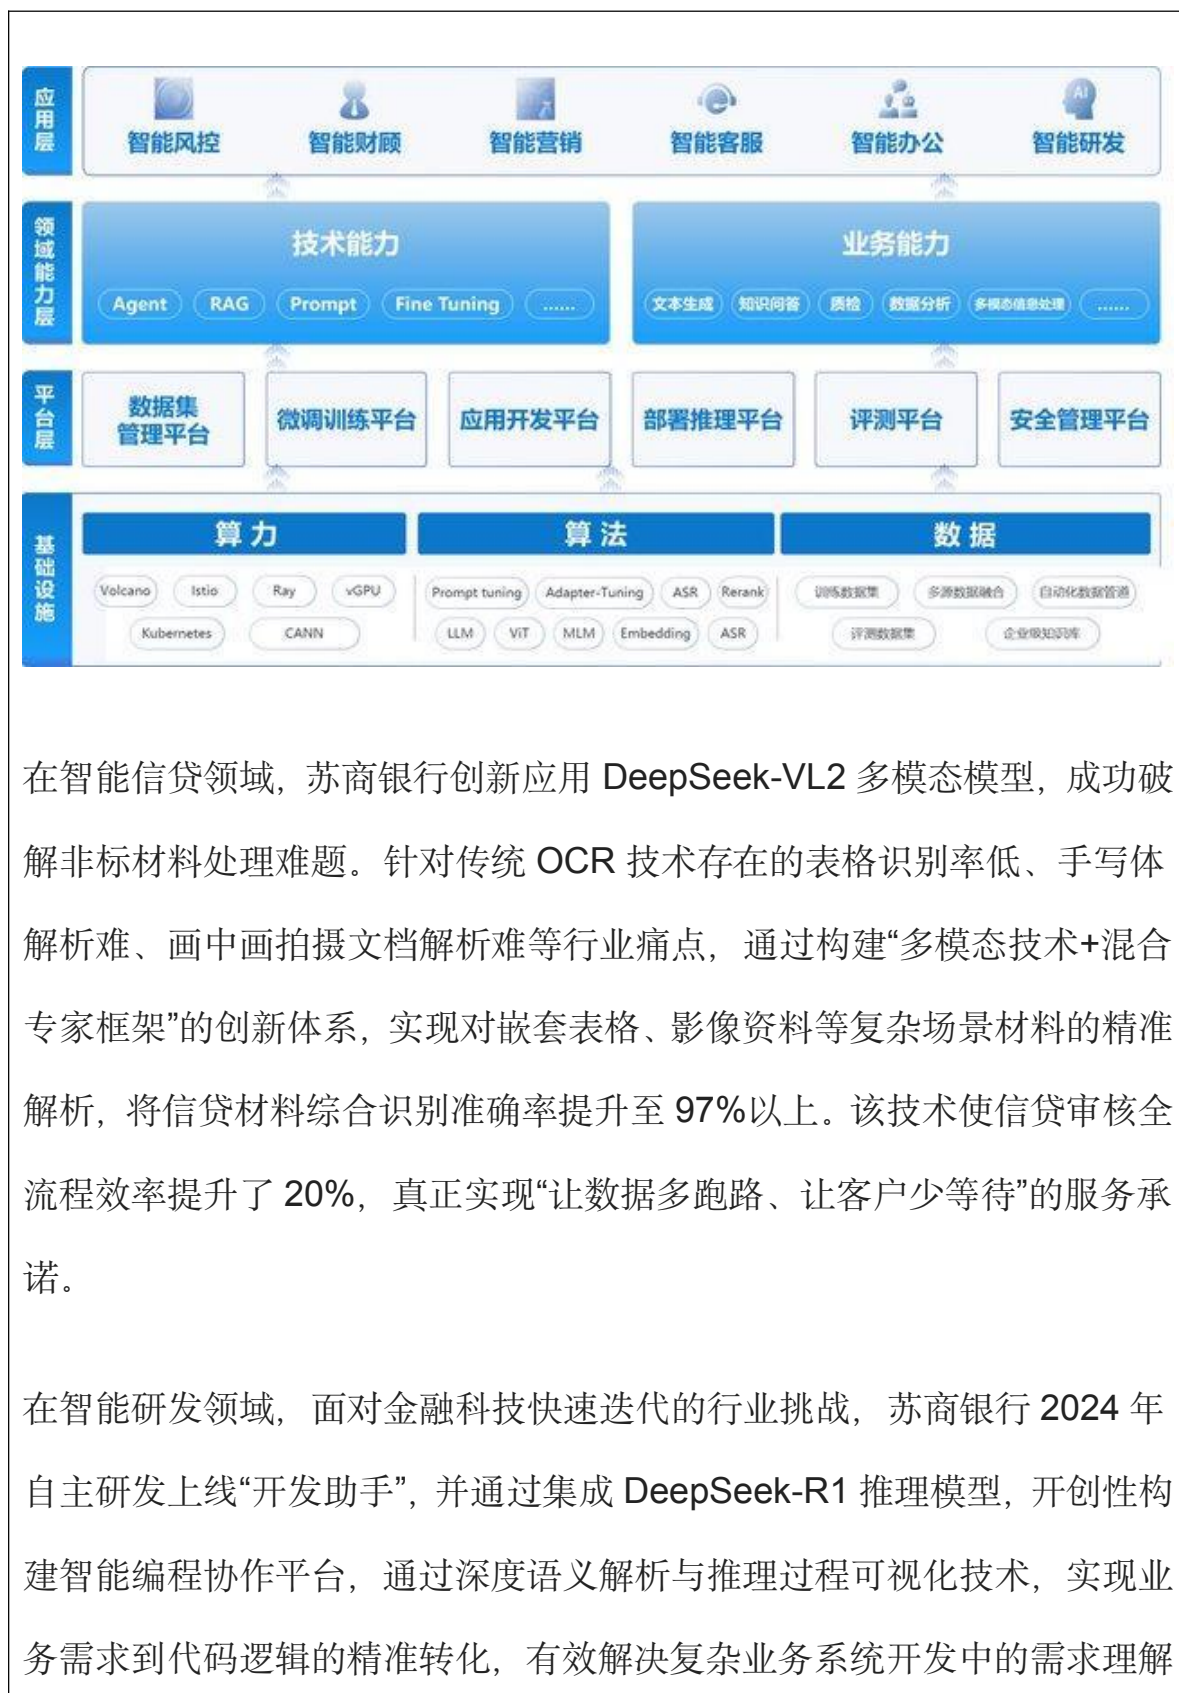 应用层
智能风控 智能财顾 智能营销 智能客服 智能办公 智能研发
AI
领域能力层
技术能力 业务能力
Agent RAG Prompt Fine Tuning ...... 文本生成 知识问答 质检 数据分析 多模态信息处理 ......
平台层
数据集管理平台 微调训练平台 应用开发平台 部署推理平台 评测平台 安全管理平台
基础设施
算力 算法 数据
Volcano Istio Ray vGPU Prompt tuning Adapter-Tuning ASR Rerank 训练数据集 多源数据融合 自动化数据管道
Kubernetes CANN LLM ViT MLM Embedding ASR 评测数据集 企业级知识库
在智能信贷领域，苏商银行创新应用 DeepSeek-VL2 多模态模型，成功破
解非标材料处理难题。针对传统 OCR 技术存在的表格识别率低、手写体
解析难、画中画拍摄文档解析难等行业痛点，通过构建“多模态技术+混合
专家框架”的创新体系，实现对嵌套表格、影像资料等复杂场景材料的精准
解析，将信贷材料综合识别准确率提升至 97%以上。该技术使信贷审核全
流程效率提升了 20%，真正实现“让数据多跑路、让客户少等待”的服务承
诺。
在智能研发领域，面对金融科技快速迭代的行业挑战，苏商银行 2024 年
自主研发上线“开发助手”，并通过集成 DeepSeek-R1 推理模型，开创性构
建智能编程协作平台，通过深度语义解析与推理过程可视化技术，实现业
务需求到代码逻辑的精准转化，有效解决复杂业务系统开发中的需求理解